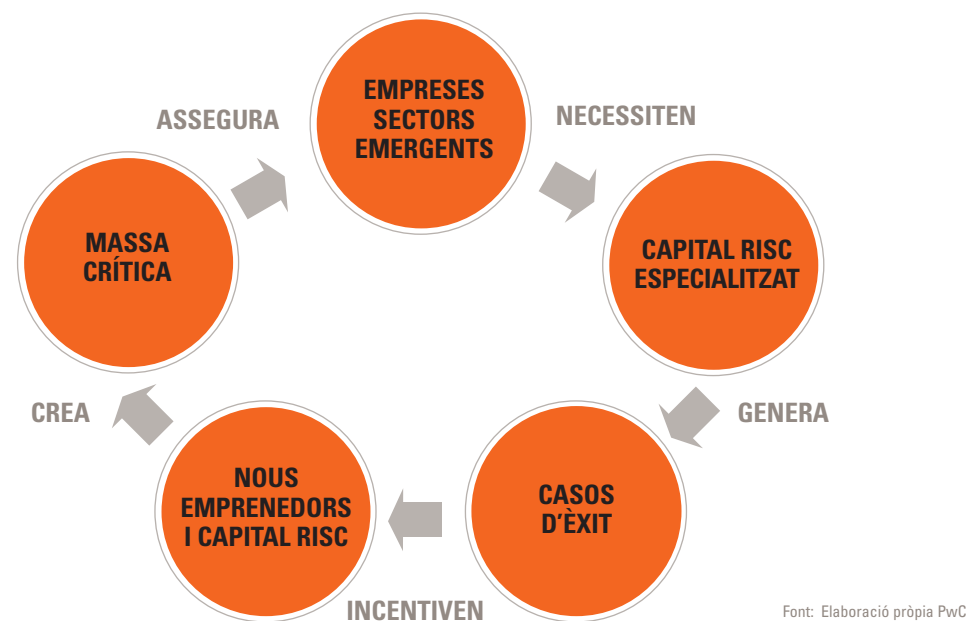 EMPRESES
SECTORS
EMERGENTS
NECESSITEN
CAPITAL RISC
ESPECIALITZAT
GENERA
CASOS
D'ÈXIT
INCENTIVEN
NOUS
EMPRENEDORS
I CAPITAL RISC
CREA
MASSA
CRÍTICA
ASSEGURA
Font: Elaboració pròpia PwC